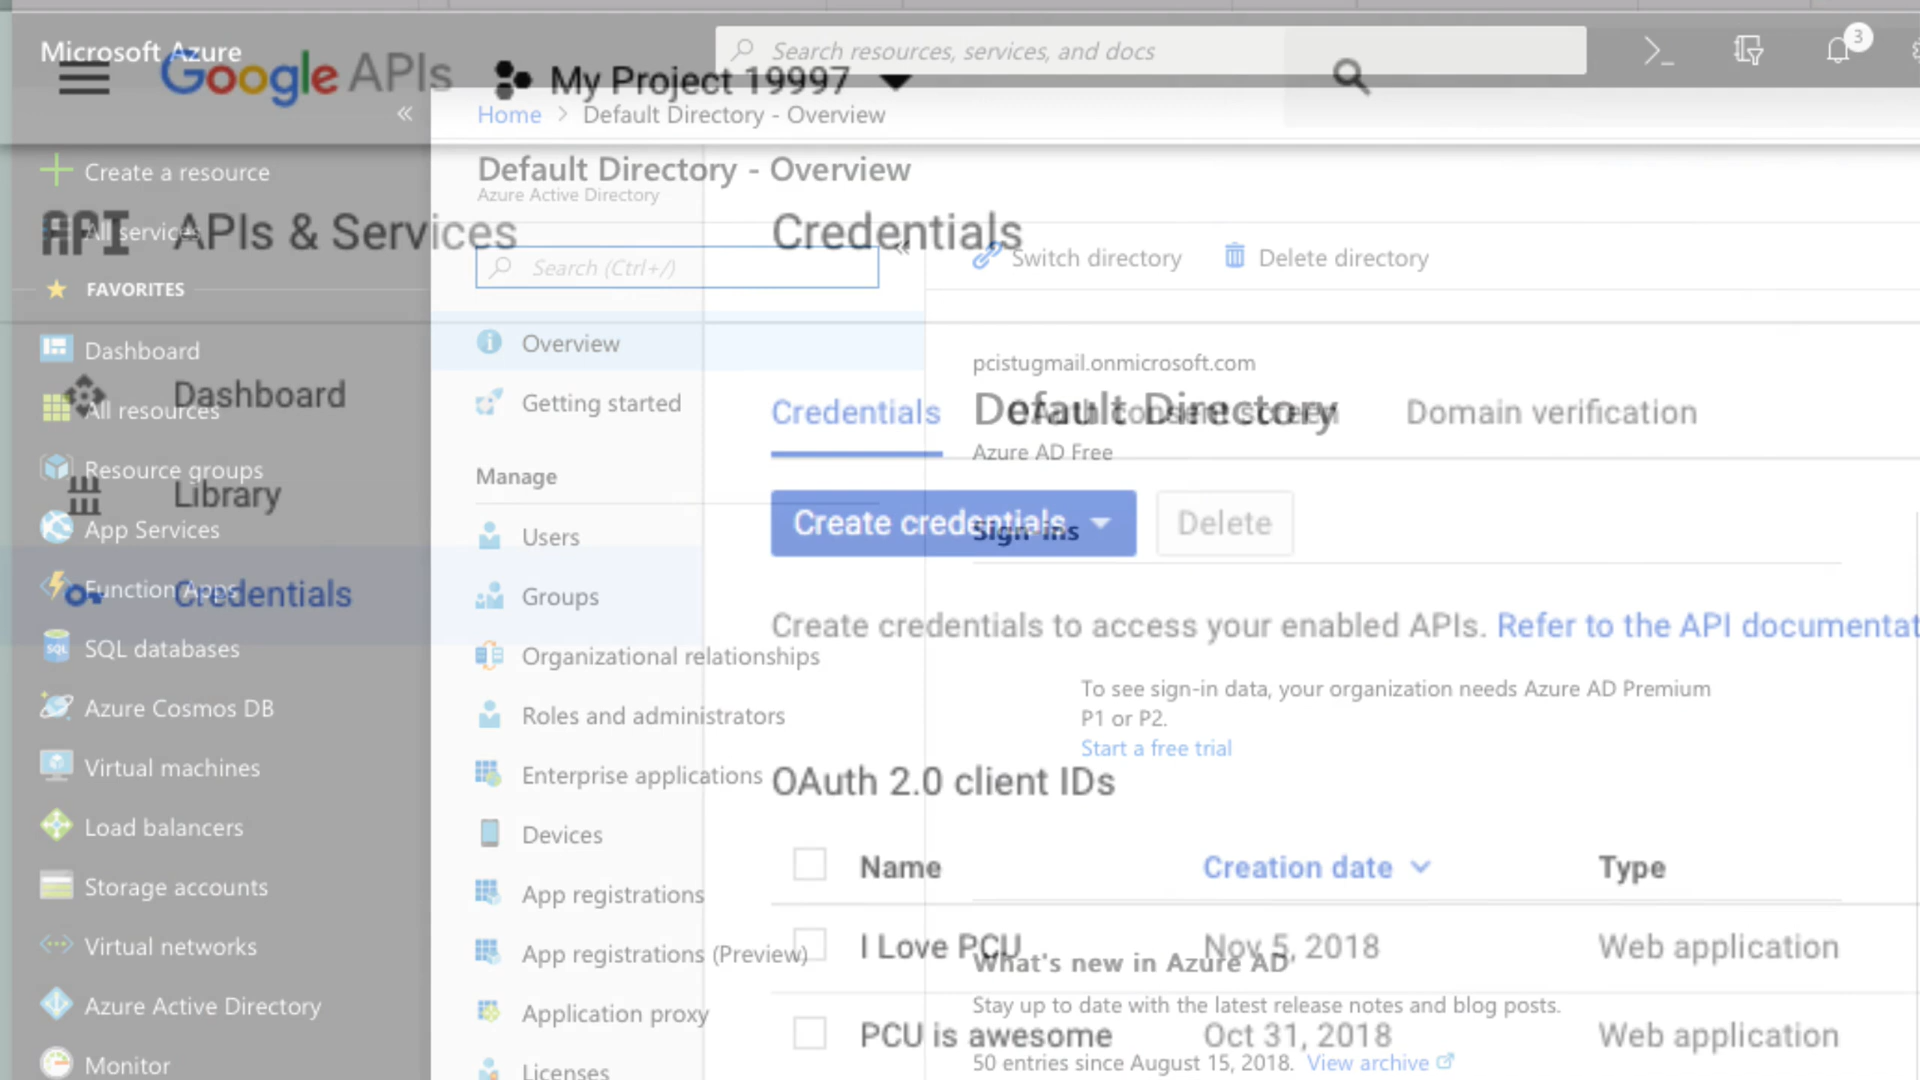 Microsoft Azure
Search resources, services, and docs
3
Google APIs
My Project 19997
Home > Default Directory - Overview
Default Directory - Overview
Azure Active Directory
Create a resource
All services
API APIs & Services
Credentials
Switch directory
Delete directory
Search (Ctrl+/)
FAVORITES
Dashboard
All resources
Resource groups
App Services
Function Apps
SQL databases
Azure Cosmos DB
Virtual machines
Load balancers
Storage accounts
Virtual networks
Azure Active Directory
Monitor
Dashboard
Library
Credentials
Overview
Getting started
Manage
Users
Groups
Organizational relationships
Roles and administrators
Enterprise applications
Devices
App registrations
App registrations (Preview)
Application proxy
Licenses
pcistugmail.onmicrosoft.com
Default Directory
Azure AD Free
Sign-ins
To see sign-in data, your organization needs Azure AD Premium
P1 or P2.
Start a free trial
What's new in Azure AD
Stay up to date with the latest release notes and blog posts.
50 entries since August 15, 2018. View archive
Credentials
OAuth consent screen
Domain verification
Create credentials
Delete
Create credentials to access your enabled APIs. Refer to the API documentat
OAuth 2.0 client IDs
Name Creation date Type
I Love PCU Nov 5, 2018 Web application
PCU is awesome Oct 31, 2018 Web application